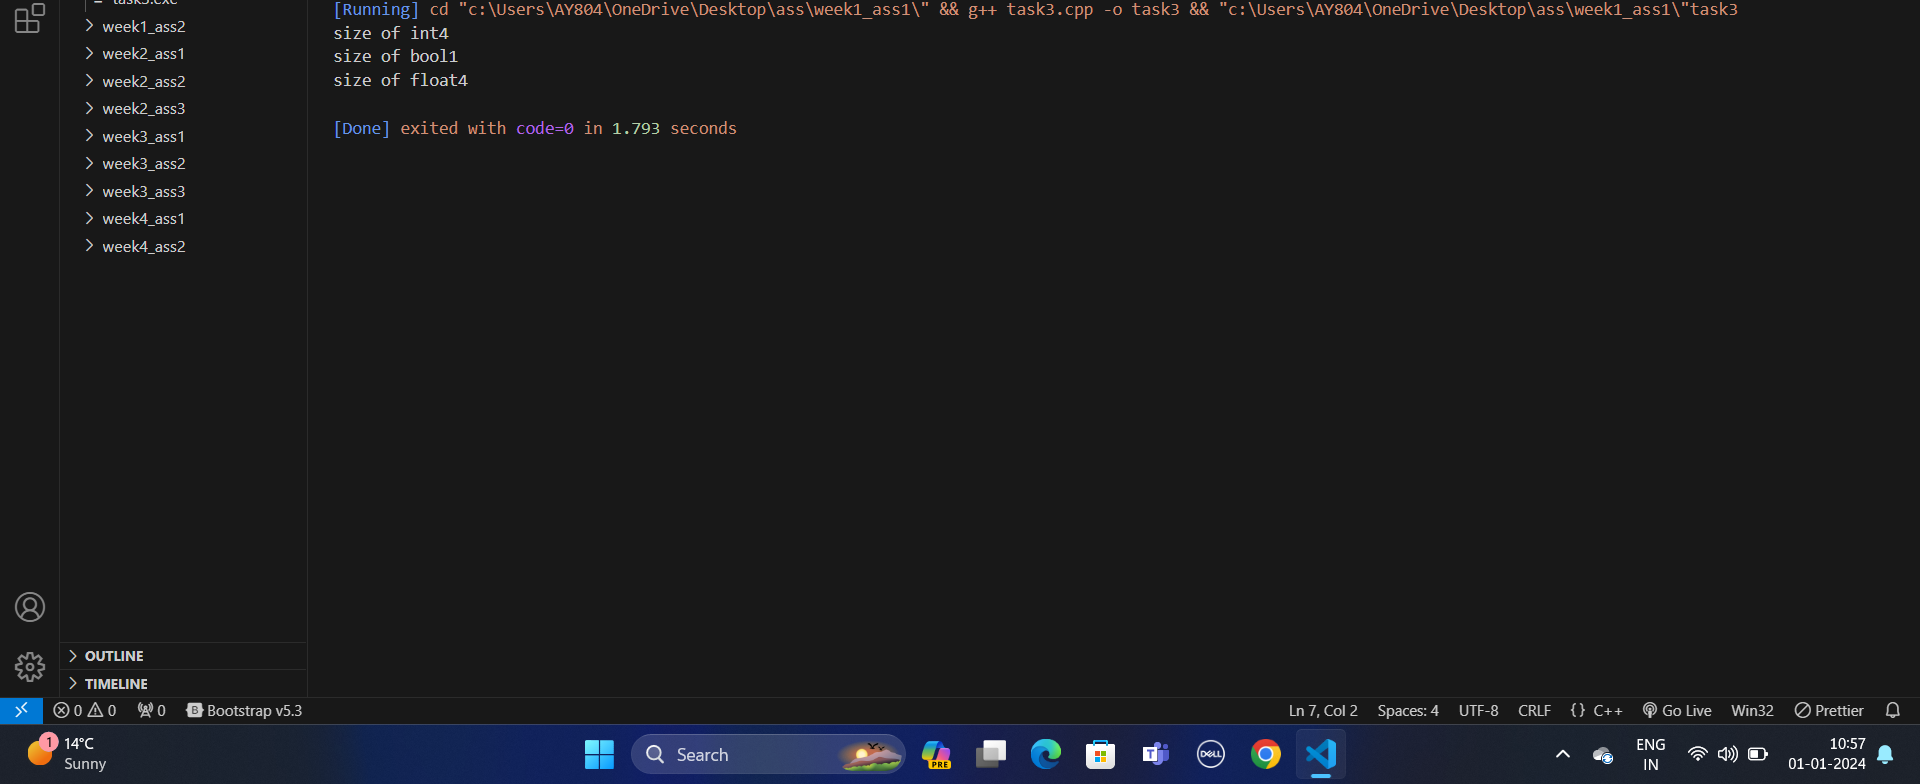 task3.exe
week1_ass2
week2_ass1
week2_ass2
week2_ass3
week3_ass1
week3_ass2
week3_ass3
week4_ass1
week4_ass2
OUTLINE
TIMELINE
[Running] cd "c:\Users\AY804\OneDrive\Desktop\ass\week1_ass1\" && g++ task3.cpp -o task3 && "c:\Users\AY804\OneDrive\Desktop\ass\week1_ass1\"task3
size of int4
size of bool1
size of float4
[Done] exited with code=0 in 1.793 seconds
0 0 0 B Bootstrap v5.3 Ln 7, Col 2 Spaces: 4 UTF-8 CRLF {} C++ Go Live Win32 Prettier
1 14°C
Sunny
Search
PRE
T
DELL
ENG
IN
10:57
01-01-2024